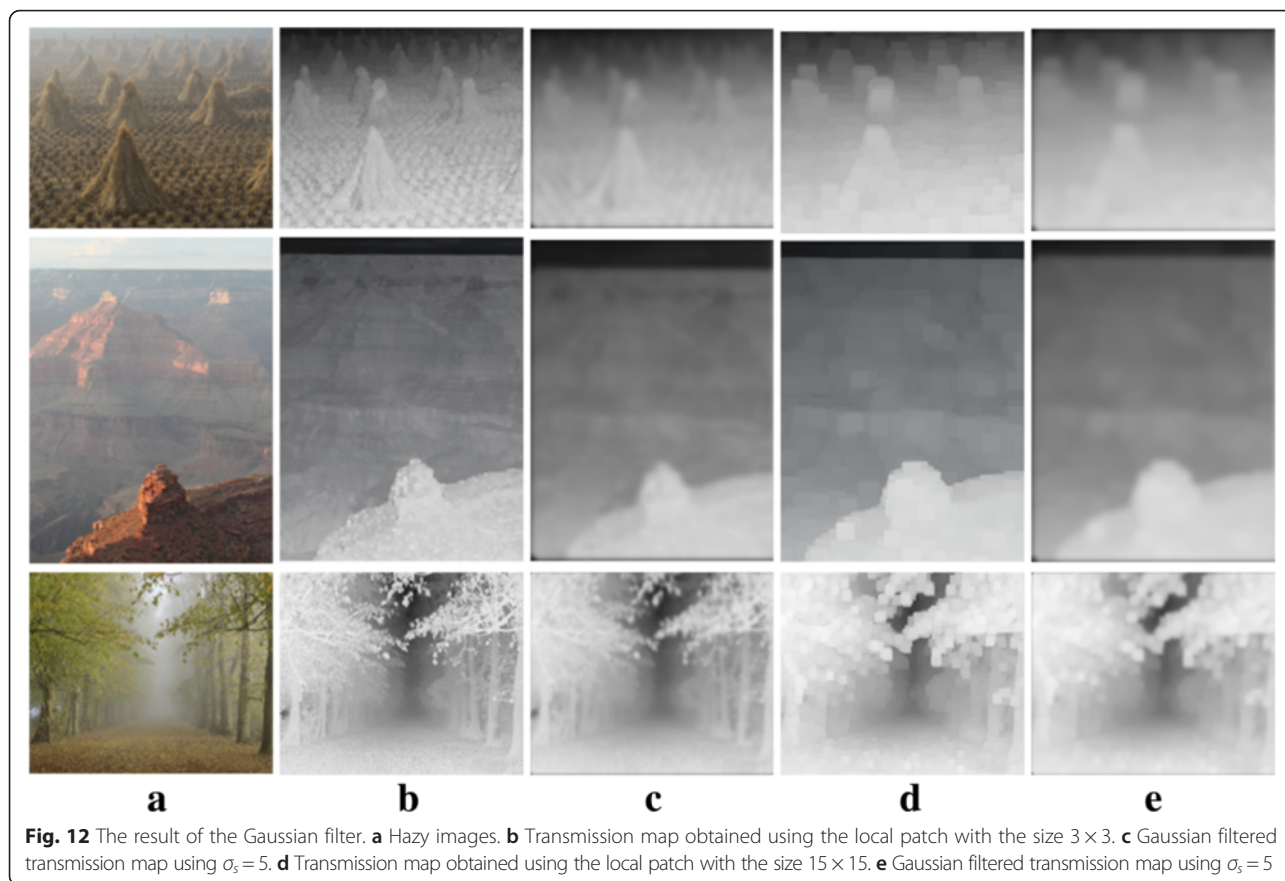 a b c d e
Fig. 12 The result of the Gaussian filter. a Hazy images. b Transmission map obtained using the local patch with the size 3 × 3. c Gaussian filtered
transmission map using σs = 5. d Transmission map obtained using the local patch with the size 15 × 15. e Gaussian filtered transmission map using σs = 5